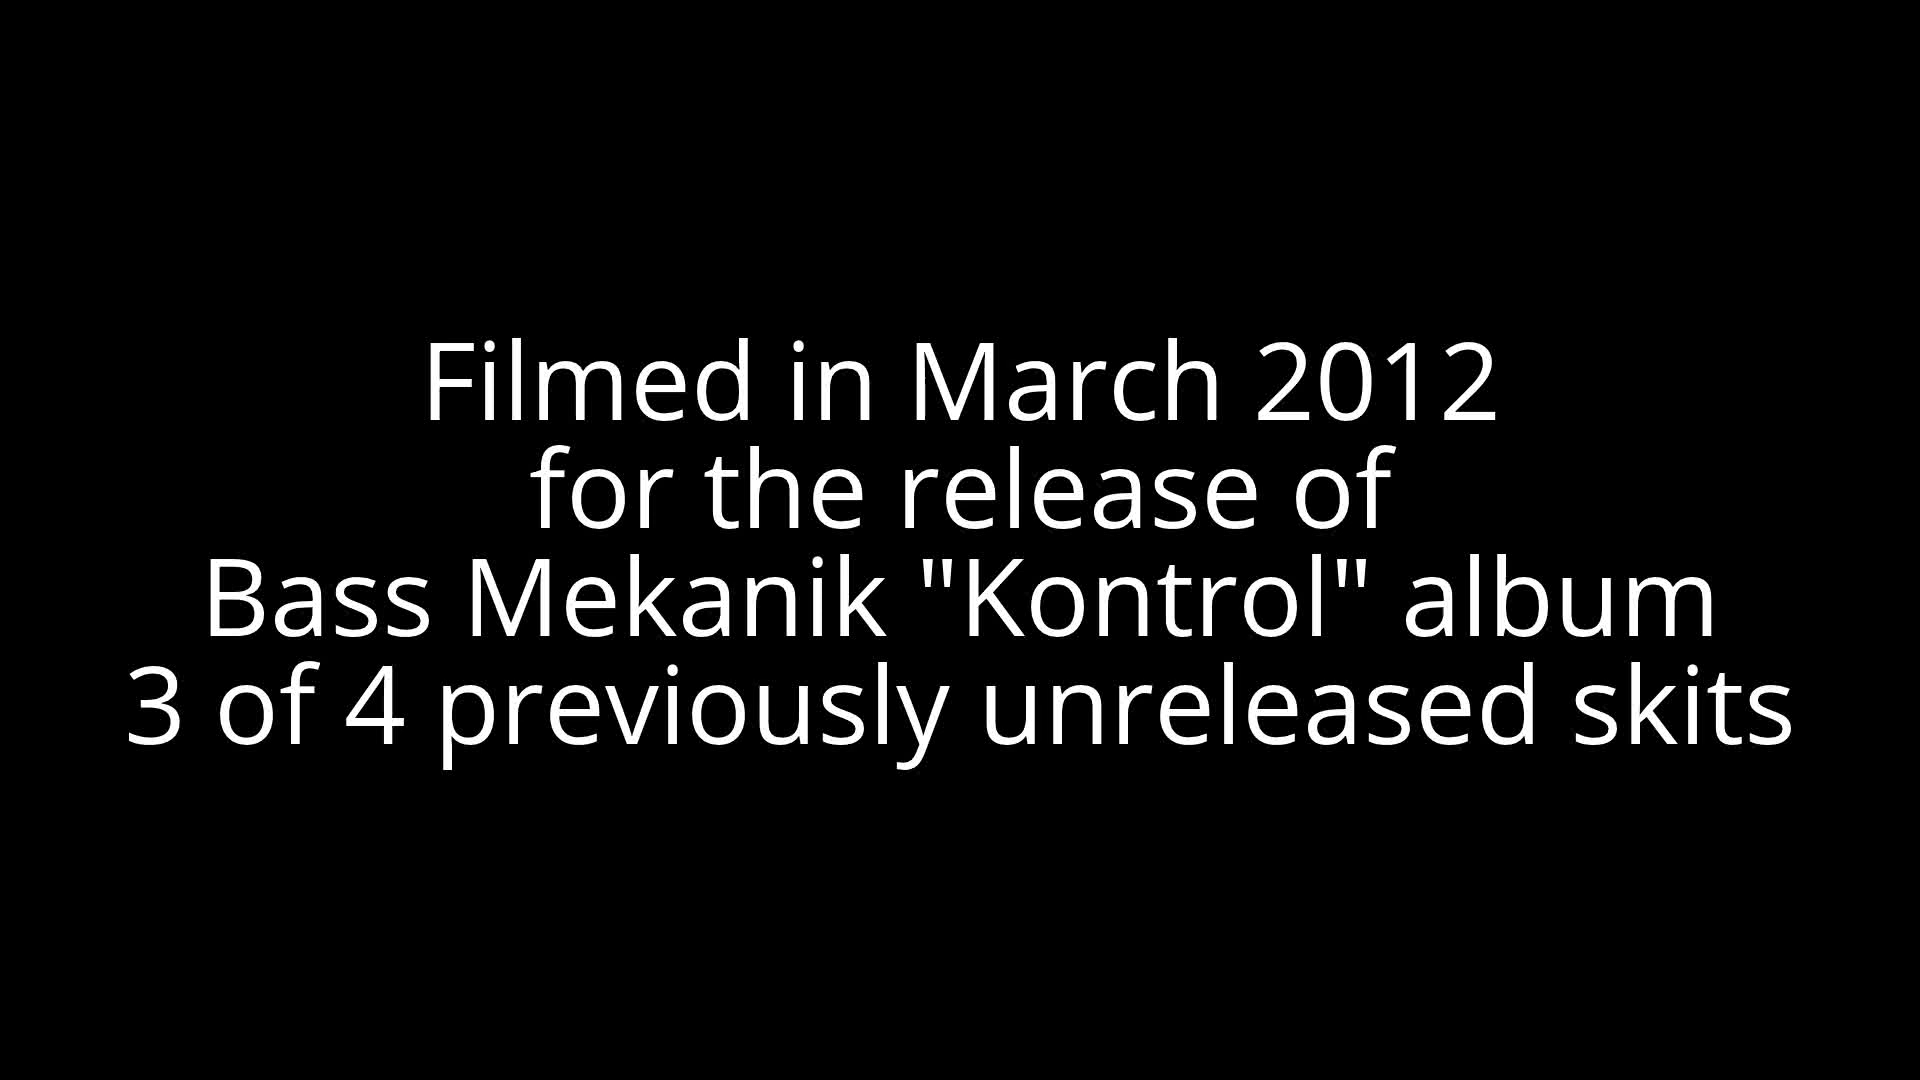 Filmed in March 2012
for the release of
Bass Mekanik "Kontrol" album
3 of 4 previously unreleased skits